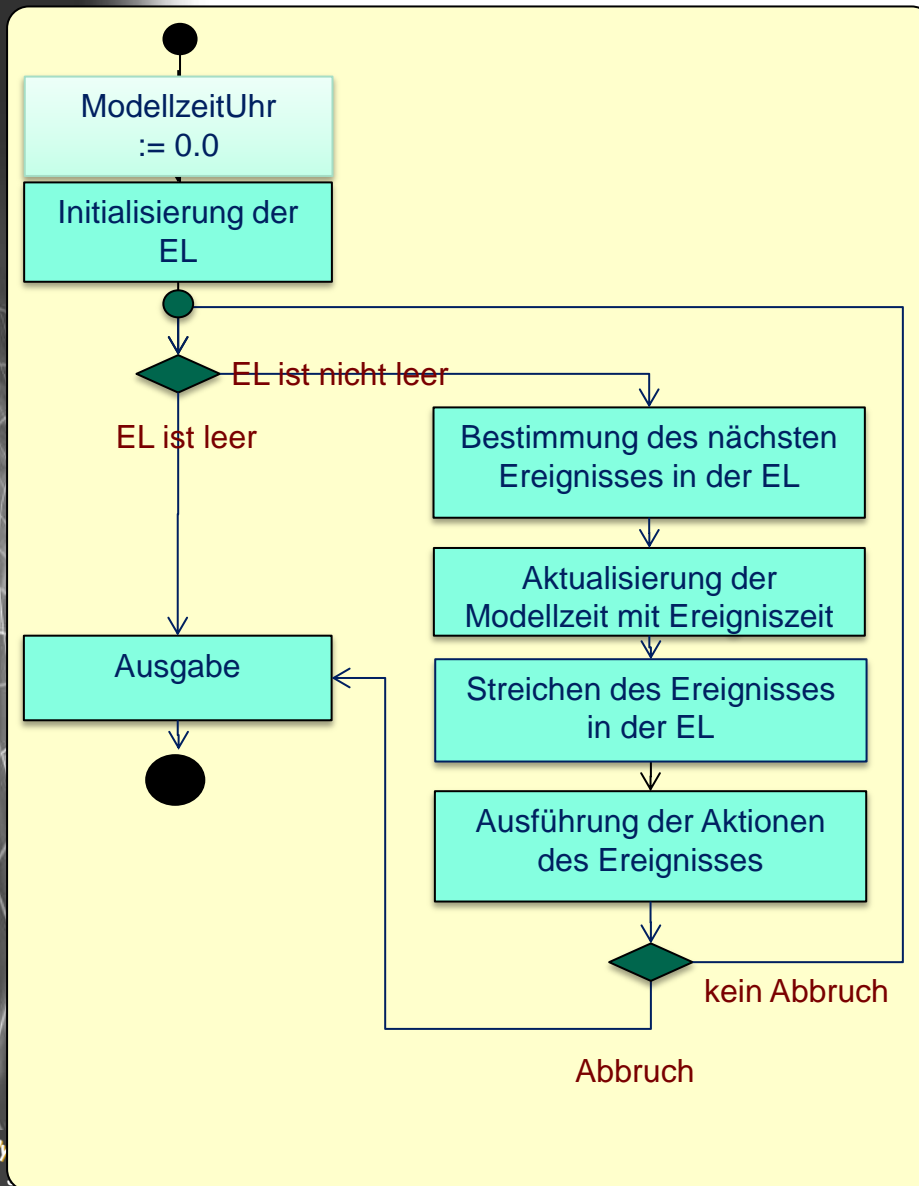 ModellzeitUhr
:= 0.0
Initialisierung der
EL
EL ist nicht leer
EL ist leer
Bestimmung des nächsten
Ereignisses in der EL
Aktualisierung der
Modellzeit mit Ereigniszeit
Ausgabe
Streichen des Ereignisses
in der EL
Ausführung der Aktionen
des Ereignisses
kein Abbruch
Abbruch